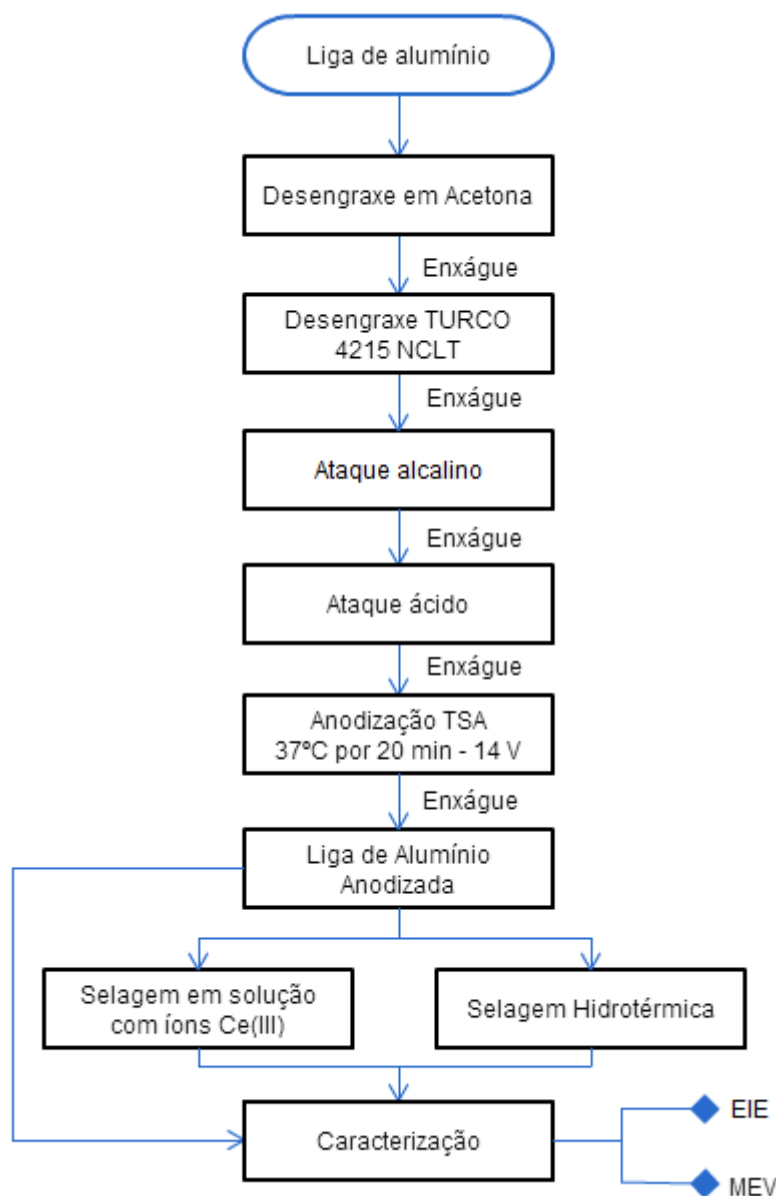 Liga de alumínio
Desengraxe em Acetona
Enxágue
Desengraxe TURCO
4215 NCLT
Enxágue
Ataque alcalino
Enxágue
Ataque ácido
Enxágue
Anodização TSA
37ºC por 20 min - 14 V
Enxágue
Liga de Alumínio
Anodizada
Selagem em solução
com íons Ce(III)
Selagem Hidrotérmica
Caracterização
EIE
MEV